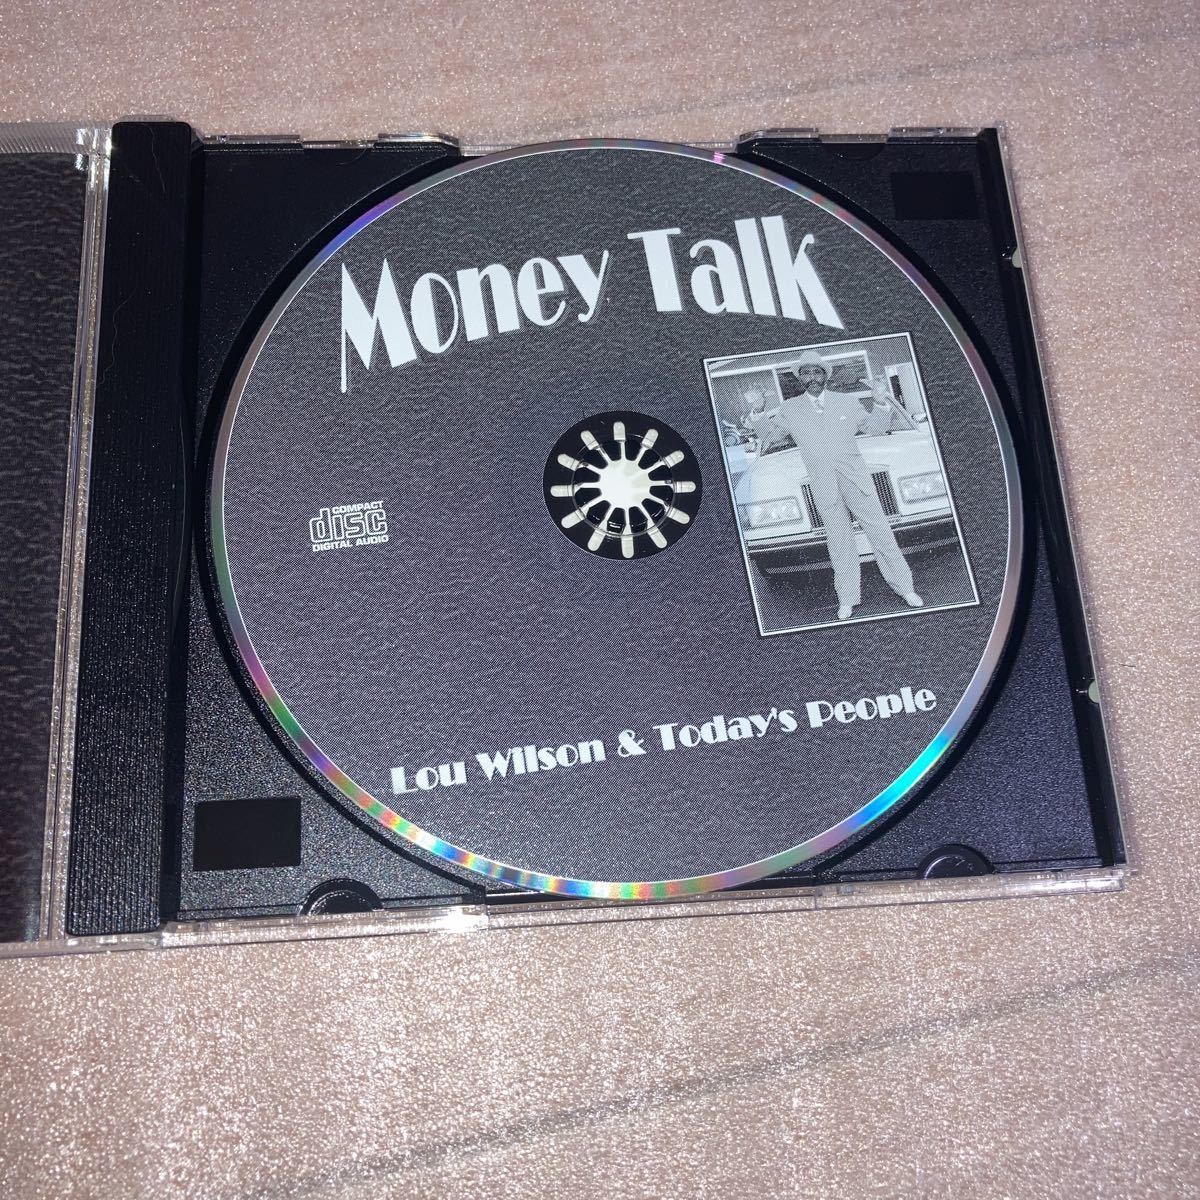 Money Talk
COMPACT
disc
DIGITAL AUDIO
Lou Wilson & Today's People